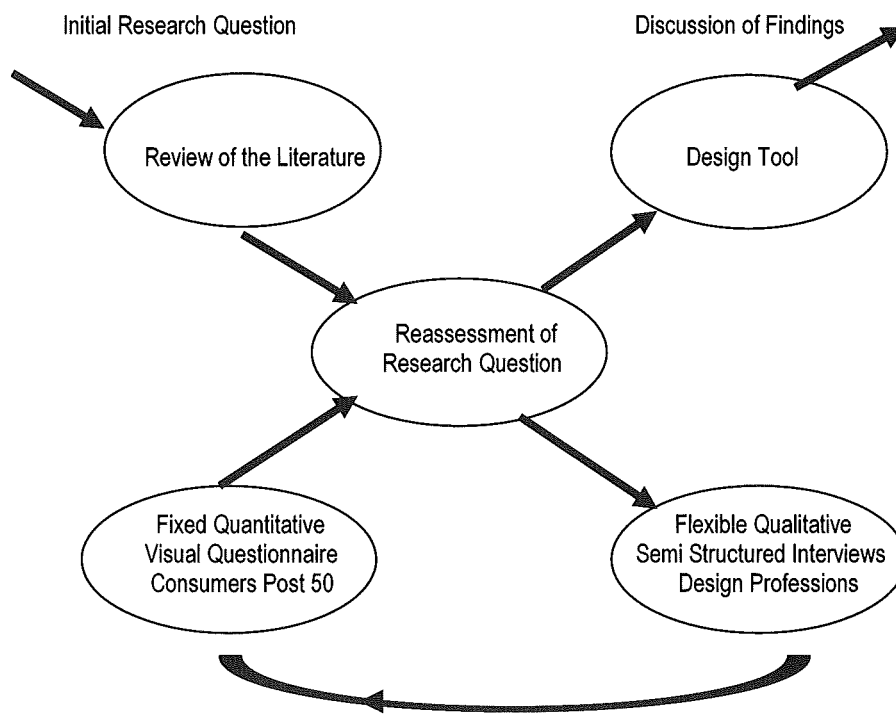 Initial Research Question
Discussion of Findings
Review of the Literature
Design Tool
Reassessment of
Research Question
Fixed Quantitative
Visual Questionnaire
Consumers Post 50
Flexible Qualitative
Semi Structured Interviews
Design Professions